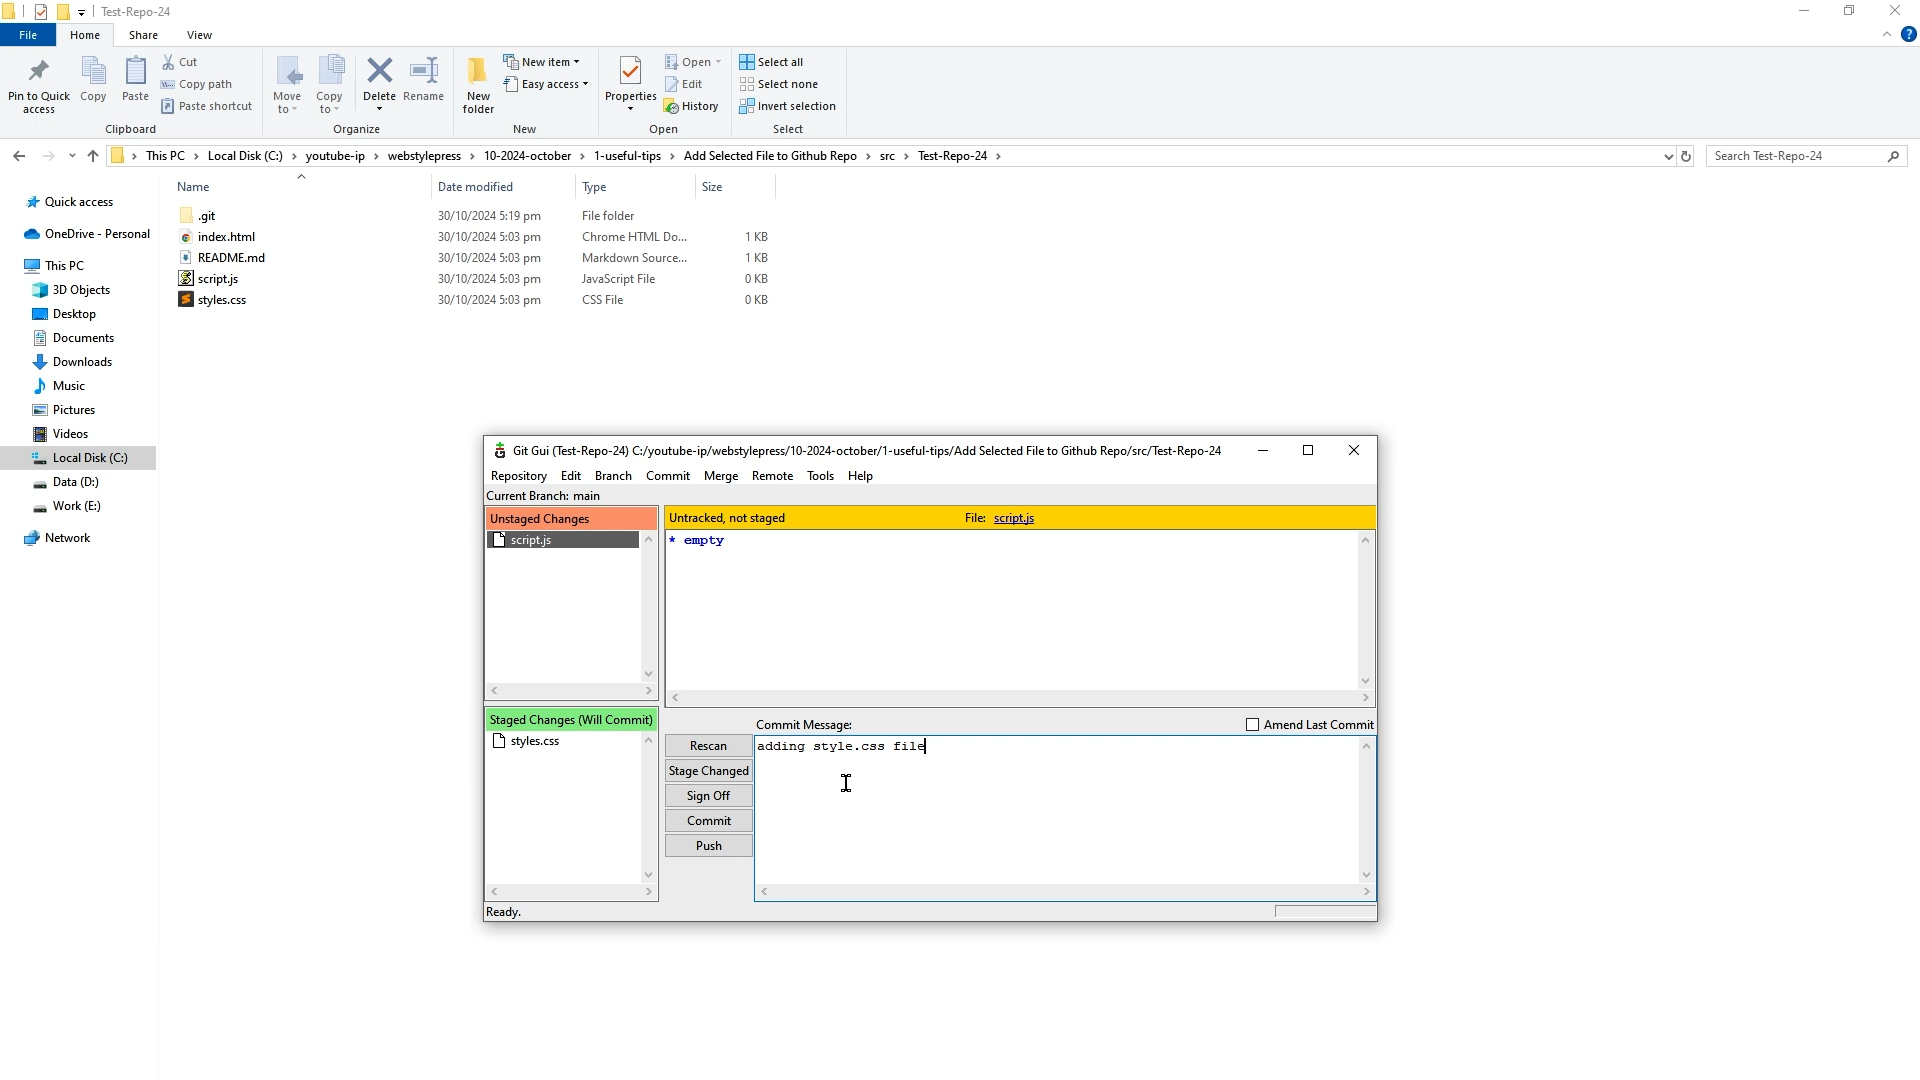 Test-Repo-24
File Home Share View
Pin to Quick access
Copy
Paste
Cut
Copy path
Paste shortcut
Clipboard
Move to
Copy to
Delete
Rename
Organize
New folder
New item
Easy access
New
Properties
Open
Edit
History
Open
Select all
Select none
Invert selection
Select
This PC > Local Disk (C:) > youtube-ip > webstylepress > 10-2024-october > 1-useful-tips > Add Selected File to Github Repo > src > Test-Repo-24 >
Search Test-Repo-24
Name Date modified Type Size
.git 30/10/2024 5:19 pm File folder
index.html 30/10/2024 5:03 pm Chrome HTML Do... 1 KB
README.md 30/10/2024 5:03 pm Markdown Source... 1 KB
script.js 30/10/2024 5:03 pm JavaScript File 0 KB
styles.css 30/10/2024 5:03 pm CSS File 0 KB
Quick access
OneDrive - Personal
This PC
3D Objects
Desktop
Documents
Downloads
Music
Pictures
Videos
Local Disk (C:)
Data (D:)
Work (E:)
Network
Git Gui (Test-Repo-24) C:/youtube-ip/webstylepress/10-2024-october/1-useful-tips/Add Selected File to Github Repo/src/Test-Repo-24
Repository Edit Branch Commit Merge Remote Tools Help
Current Branch: main
Unstaged Changes
script.js
Untracked, not staged File: script.js
* empty
Staged Changes (Will Commit)
styles.css
Commit Message: Amend Last Commit
Rescan
Stage Changed
Sign Off
Commit
Push
adding style.css file
Ready.